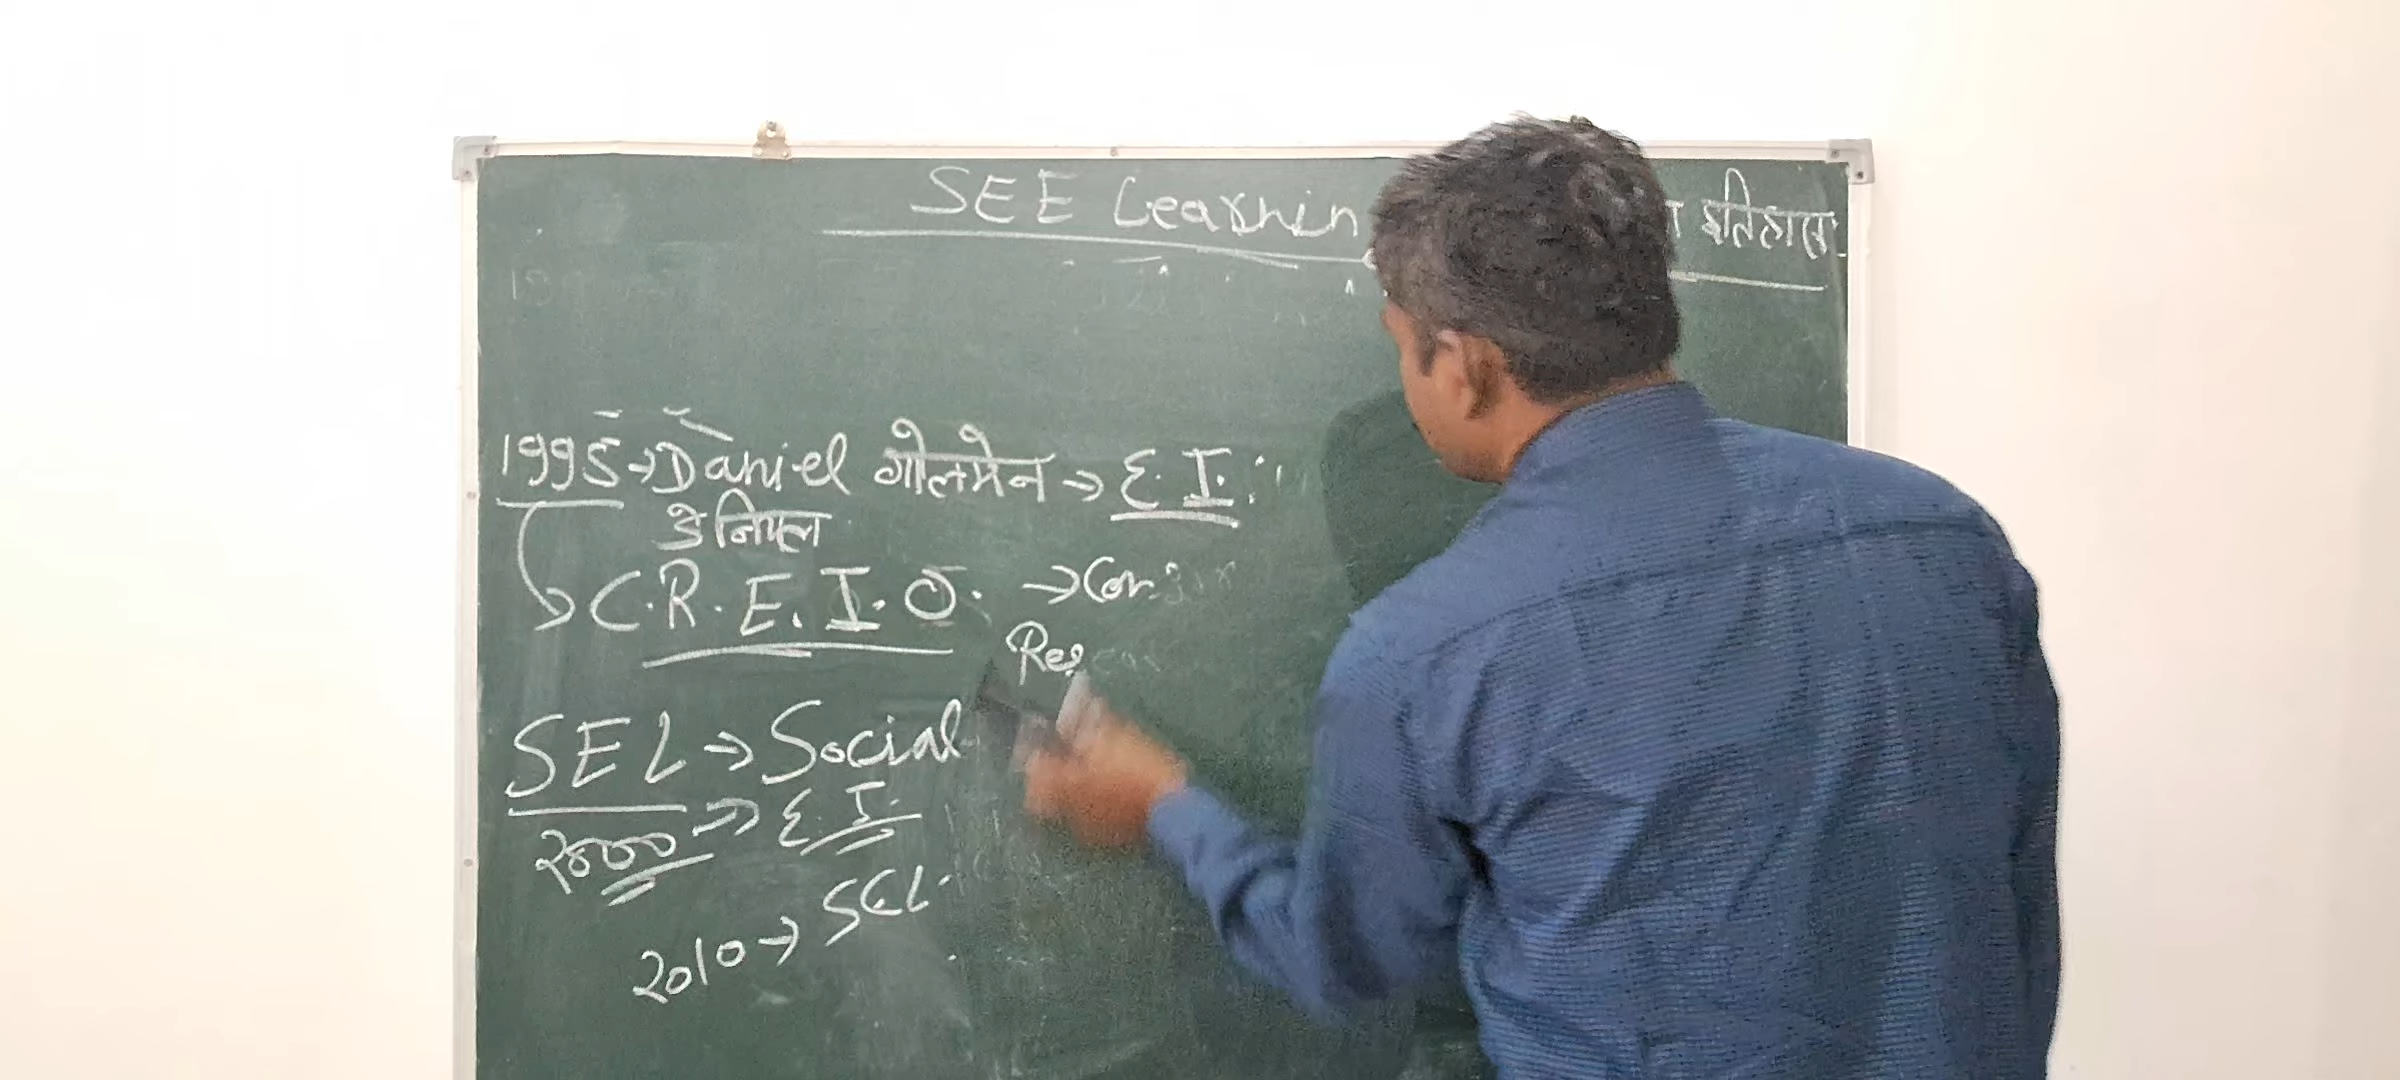 SEE Learnin इतिहास
1995→Daniel गोलमेन → E.I.
डेनियल
C.R.E.I.O. → Con
Res
SEL → Social
2000 → E.I.
2010 → SEL